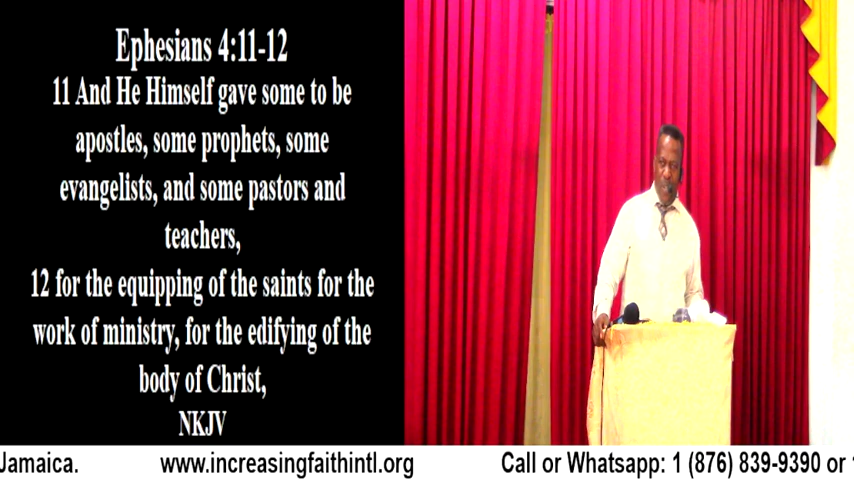 Ephesians 4:11-12
11 And He Himself gave some to be
apostles, some prophets, some
evangelists, and some pastors and
teachers,
12 for the equipping of the saints for the
work of ministry, for the edifying of the
body of Christ,
NKJV
Jamaica. www.increasingfaithintl.org Call or Whatsapp: 1 (876) 839-9390 or